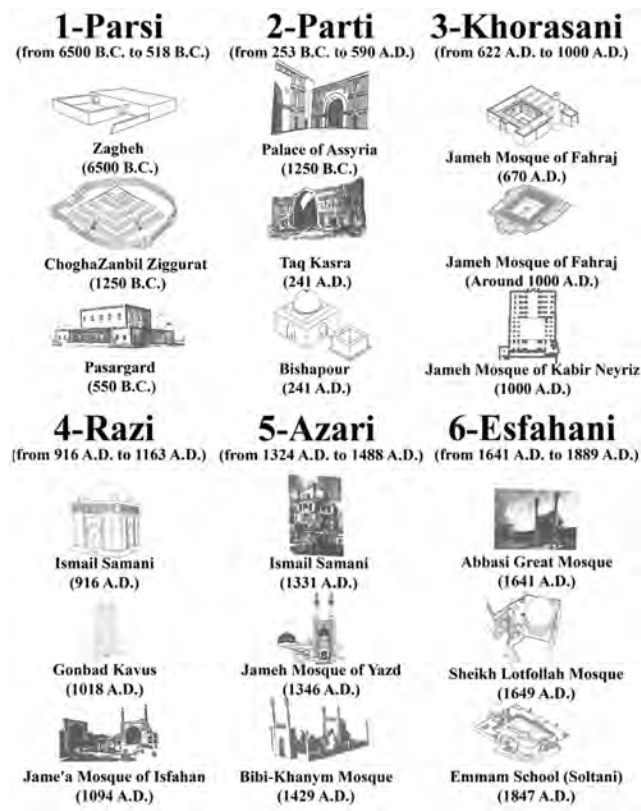 1-Parsi
(from 6500 B.C. to 518 B.C.)
Zagheh
(6500 B.C.)
ChoghaZanbil Ziggurat
(1250 B.C.)
Pasargard
(550 B.C.)
2-Parti
(from 253 B.C. to 590 A.D.)
Palace of Assyria
(1250 B.C.)
Taq Kasra
(241 A.D.)
Bishapour
(241 A.D.)
3-Khorasani
(from 622 A.D. to 1000 A.D.)
Jameh Mosque of Fahraj
(670 A.D.)
Jameh Mosque of Fahraj
(Around 1000 A.D.)
Jameh Mosque of Kabir Neyriz
(1000 A.D.)
4-Razi
(from 916 A.D. to 1163 A.D.)
Ismail Samani
(916 A.D.)
Gonbad Kavus
(1018 A.D.)
Jame'a Mosque of Isfahan
(1094 A.D.)
5-Azari
(from 1324 A.D. to 1488 A.D.)
Ismail Samani
(1331 A.D.)
Jameh Mosque of Yazd
(1346 A.D.)
Bibi-Khanym Mosque
(1429 A.D.)
6-Esfahani
(from 1641 A.D. to 1889 A.D.)
Abbasi Great Mosque
(1641 A.D.)
Sheikh Lotfollah Mosque
(1649 A.D.)
Emmam School (Soltani)
(1847 A.D.)